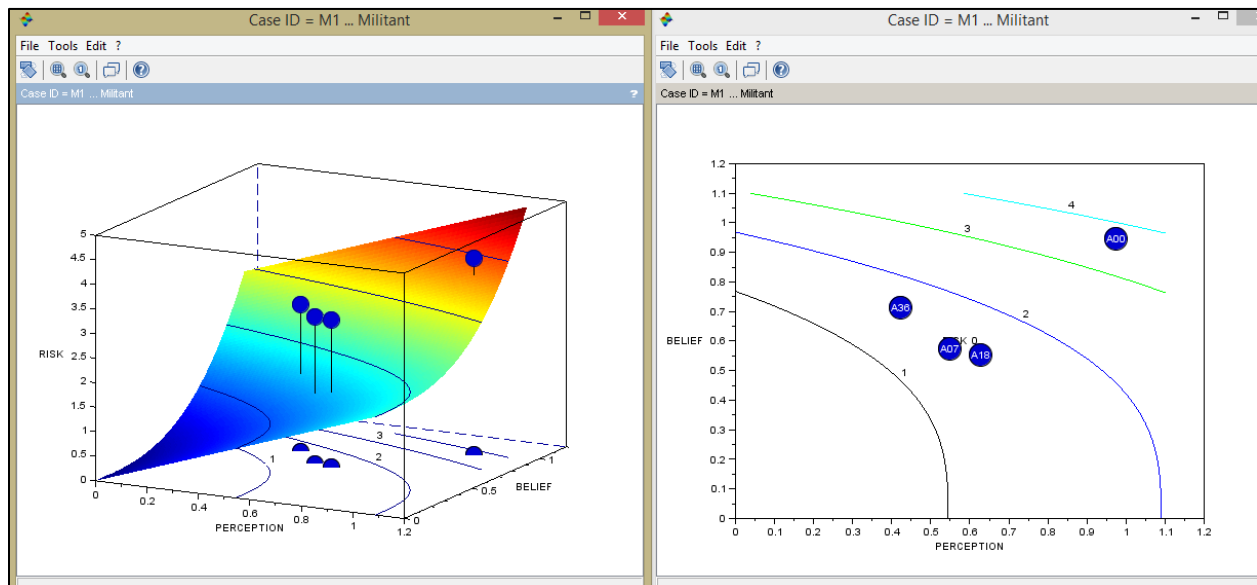 Case ID = M1 ... Militant
File Tools Edit ?
Case ID = M1 ... Militant ?
5
4.5
4
3.5
3
2.5
2
1.5
1
0.5
0
RISK
0
0.2
0.4
0.6
0.8
1
1.2
PERCEPTION
0
0.5
1
BELIEF
1
2
3
Case ID = M1 ... Militant
File Tools Edit ?
Case ID = M1 ... Militant
1.2
1.1
1
0.9
0.8
0.7
0.6
0.5
0.4
0.3
0.2
0.1
0
BELIEF
4
3
2
1
A00
A36
A07
A18
0 0.1 0.2 0.3 0.4 0.5 0.6 0.7 0.8 0.9 1 1.1 1.2
PERCEPTION